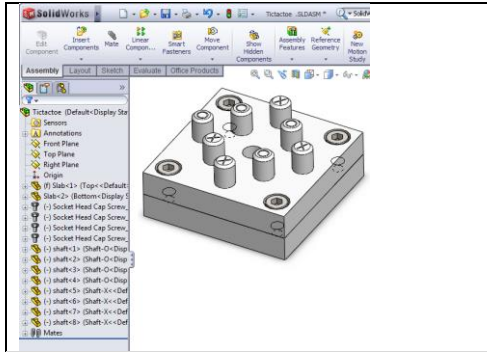 SolidWorks
Tictactoe .SLDASM *
Edit Component
Insert Components
Mate
Linear Compon...
Smart Fasteners
Move Component
Show Hidden Components
Assembly Features
Reference Geometry
New Motion Study
Assembly Layout Sketch Evaluate Office Products
Tictactoe (Default<Display Sta
Sensors
Annotations
Front Plane
Top Plane
Right Plane
Origin
(f) Slab<1> (Top<<Default
Slab<2> (Bottom<Display S
(-) Socket Head Cap Screw_
(-) Socket Head Cap Screw_
(-) Socket Head Cap Screw_
(-) Socket Head Cap Screw_
(-) shaft<1> (Shaft-O<Disp
(-) shaft<2> (Shaft-O<Disp
(-) shaft<3> (Shaft-O<Disp
(-) shaft<4> (Shaft-O<Disp
(-) shaft<5> (Shaft-X<<Def
(-) shaft<6> (Shaft-X<<Def
(-) shaft<7> (Shaft-X<<Def
(-) shaft<8> (Shaft-X<<Def
Mates